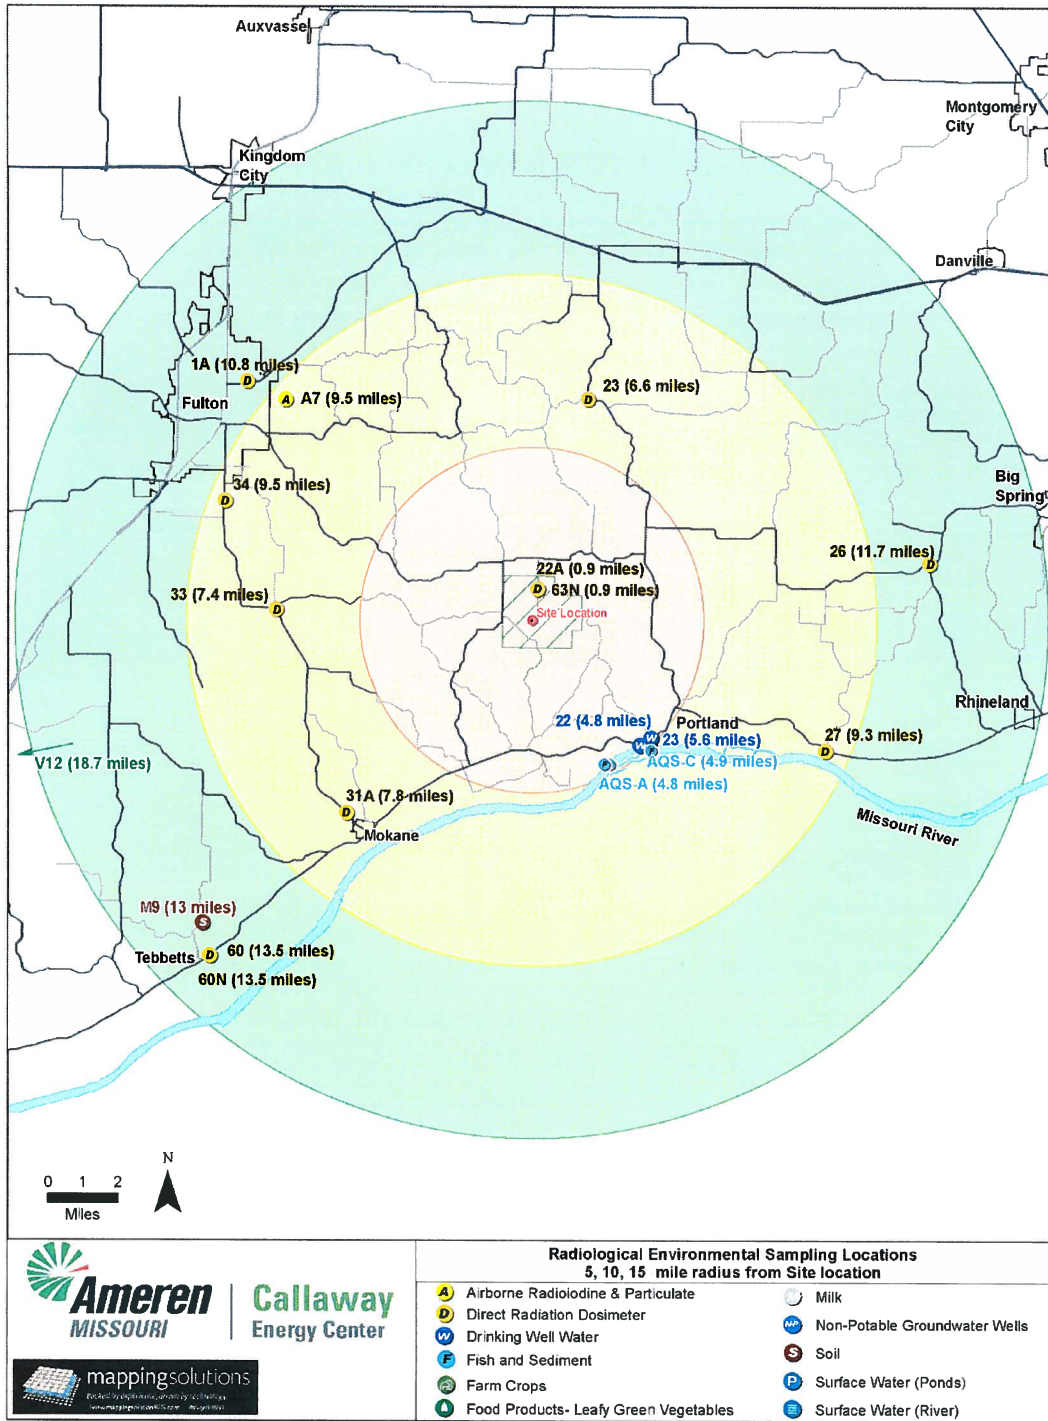 Auxvasse
Montgomery
City
Kingdom
City
Danville
1A (10.8 miles)
D
23 (6.6 miles)
A
A7 (9.5 miles)
D
Fulton
34 (9.5 miles)
D
Big
Spring
26 (11.7 miles)
D
22A (0.9 miles)
D
63N (0.9 miles)
33 (7.4 miles)
D
Site Location
Rhineland
22 (4.8 miles)
Portland
W
W
23 (5.6 miles)
27 (9.3 miles)
D
V12 (18.7 miles)
F
AQS-C (4.9 miles)
F
AQS-A (4.8 miles)
31A (7.8 miles)
D
Mokane
Missouri River
M9 (13 miles)
S
Tebbetts
D
60 (13.5 miles)
60N (13.5 miles)
N
0 1 2
Miles
Ameren
MISSOURI
Callaway
Energy Center
mappingsolutions
Radiological Environmental Sampling Locations
5, 10, 15 mile radius from Site location
A Airborne Radioiodine & Particulate
D Direct Radiation Dosimeter
W Drinking Well Water
F Fish and Sediment
Farm Crops
Food Products- Leafy Green Vegetables
Milk
NP Non-Potable Groundwater Wells
S Soil
P Surface Water (Ponds)
Surface Water (River)